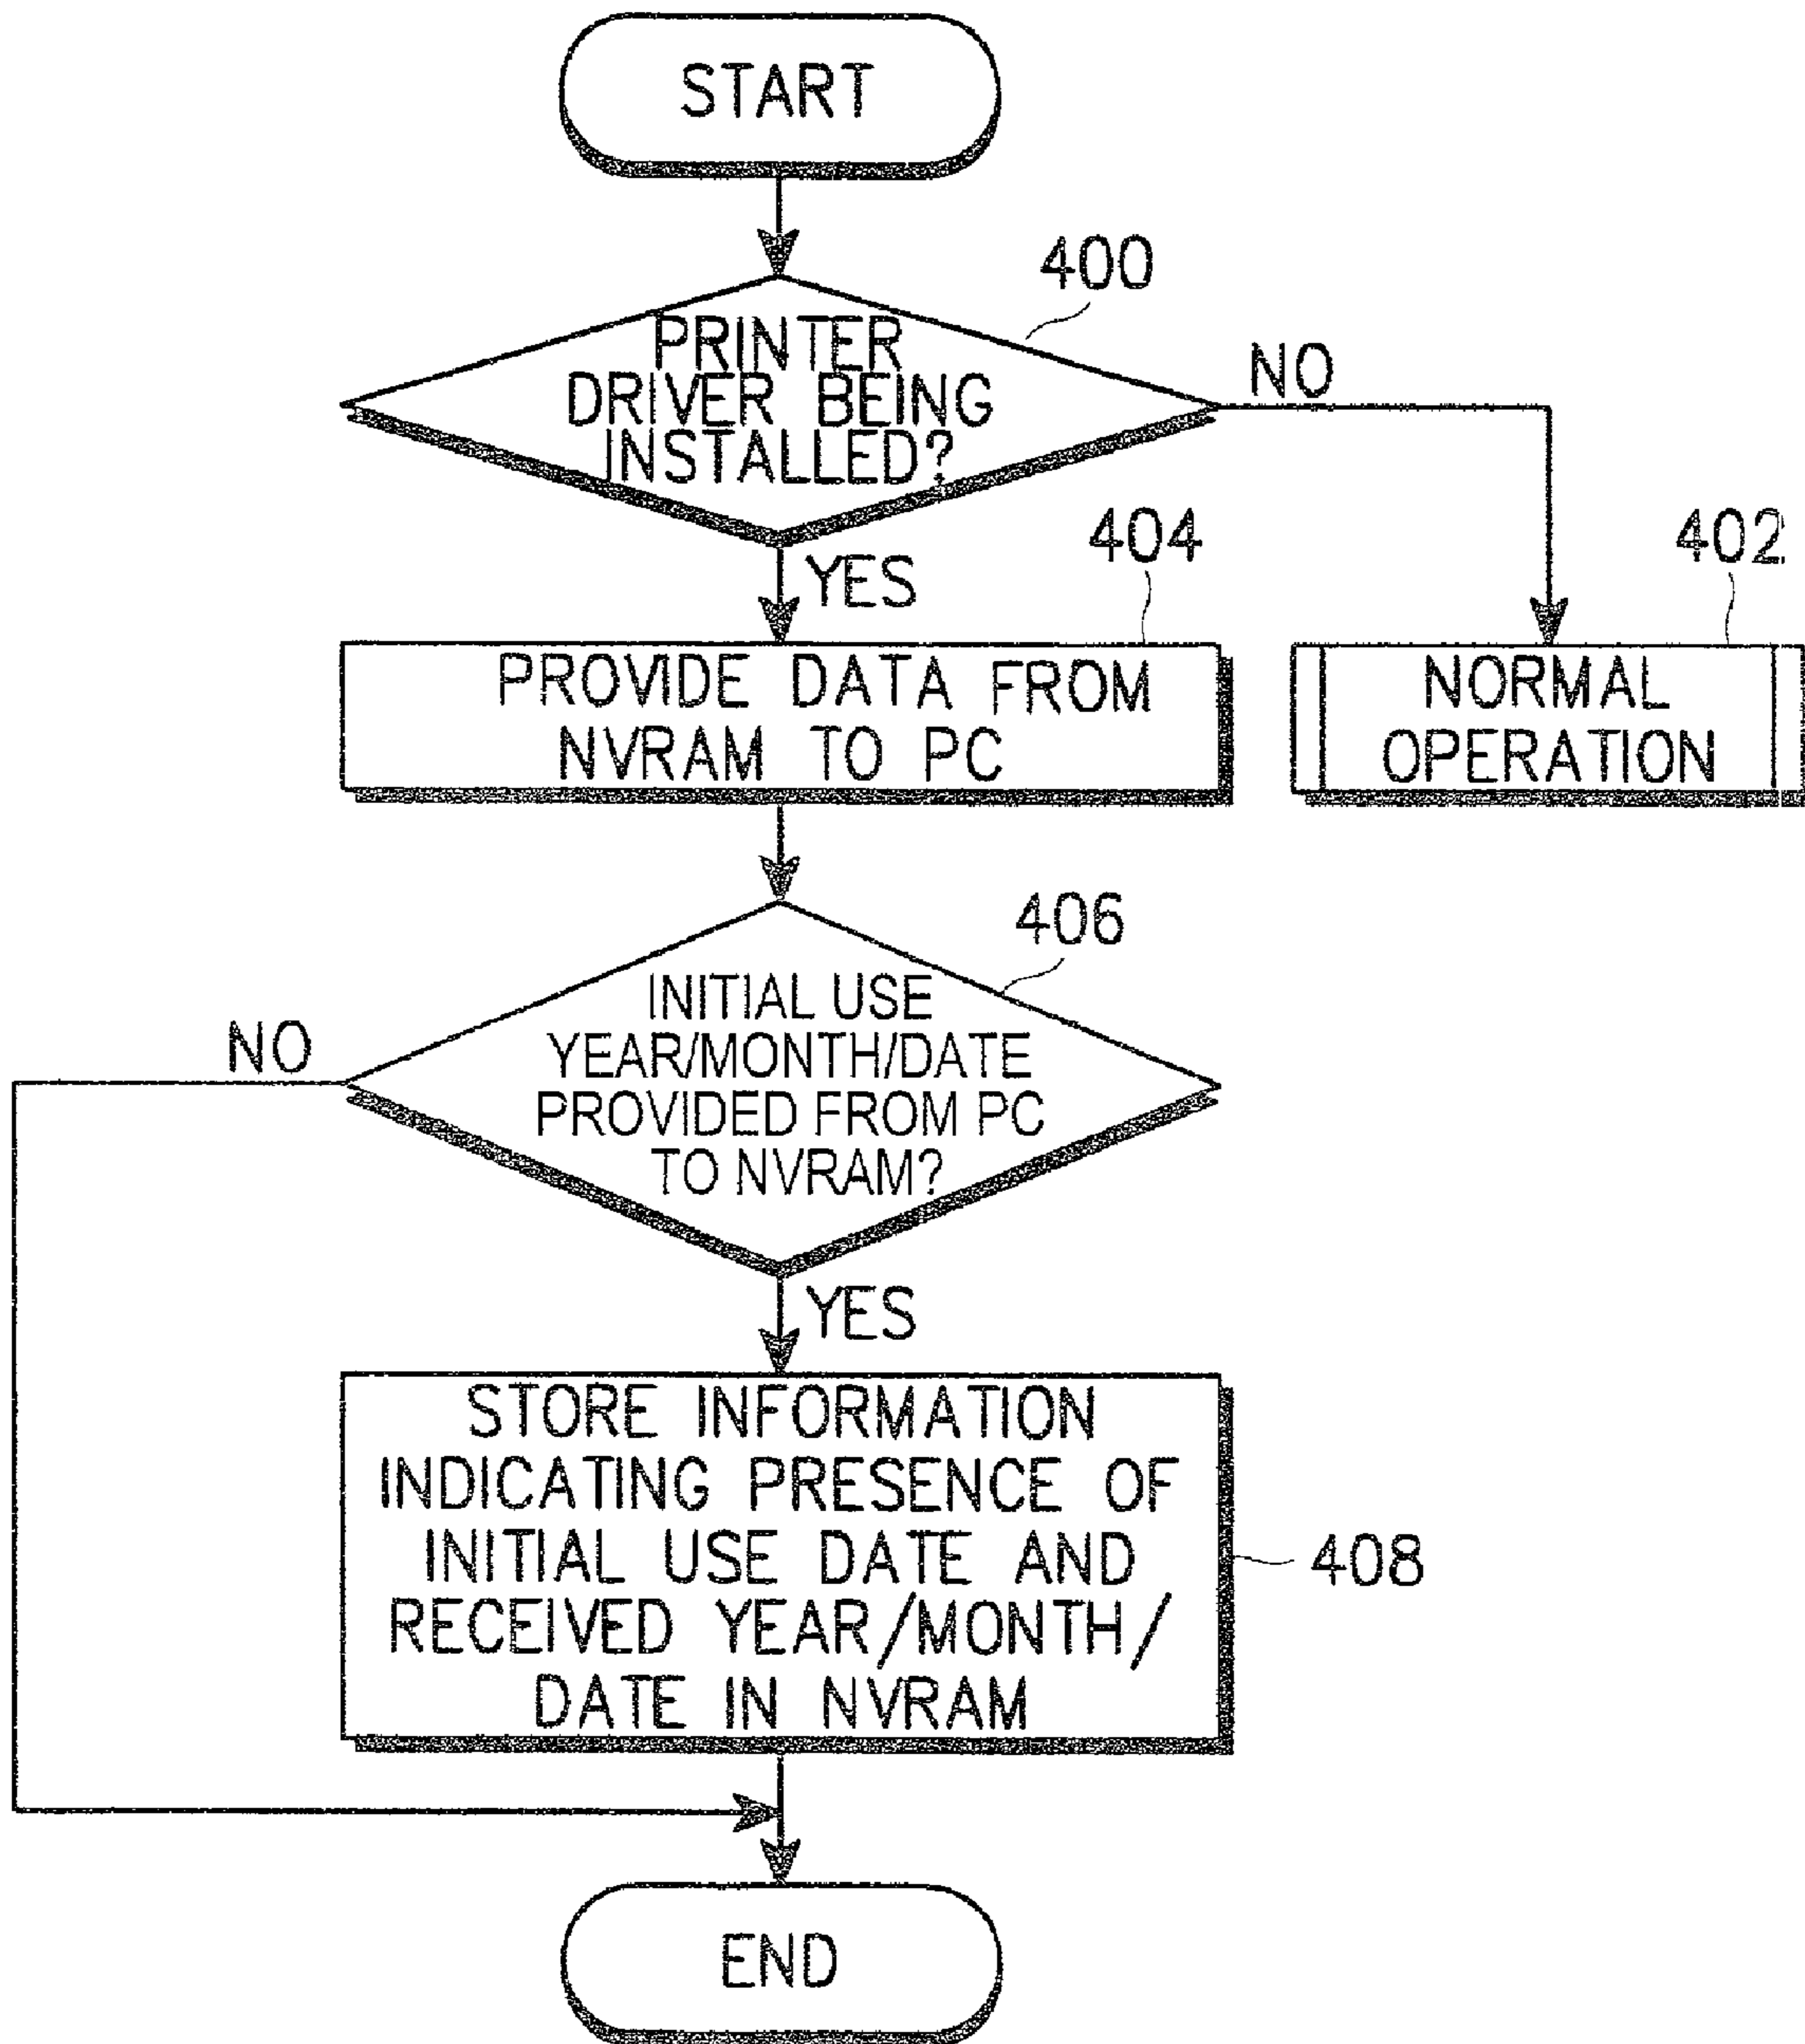 START
400
PRINTER
DRIVER BEING
INSTALLED?
NO
YES
404
402
PROVIDE DATA FROM
NVRAM TO PC
NORMAL
OPERATION
406
INITIAL USE
YEAR/MONTH/DATE
PROVIDED FROM PC
TO NVRAM?
NO
YES
STORE INFORMATION
INDICATING PRESENCE OF
INITIAL USE DATE AND
RECEIVED YEAR/MONTH/
DATE IN NVRAM
408
END